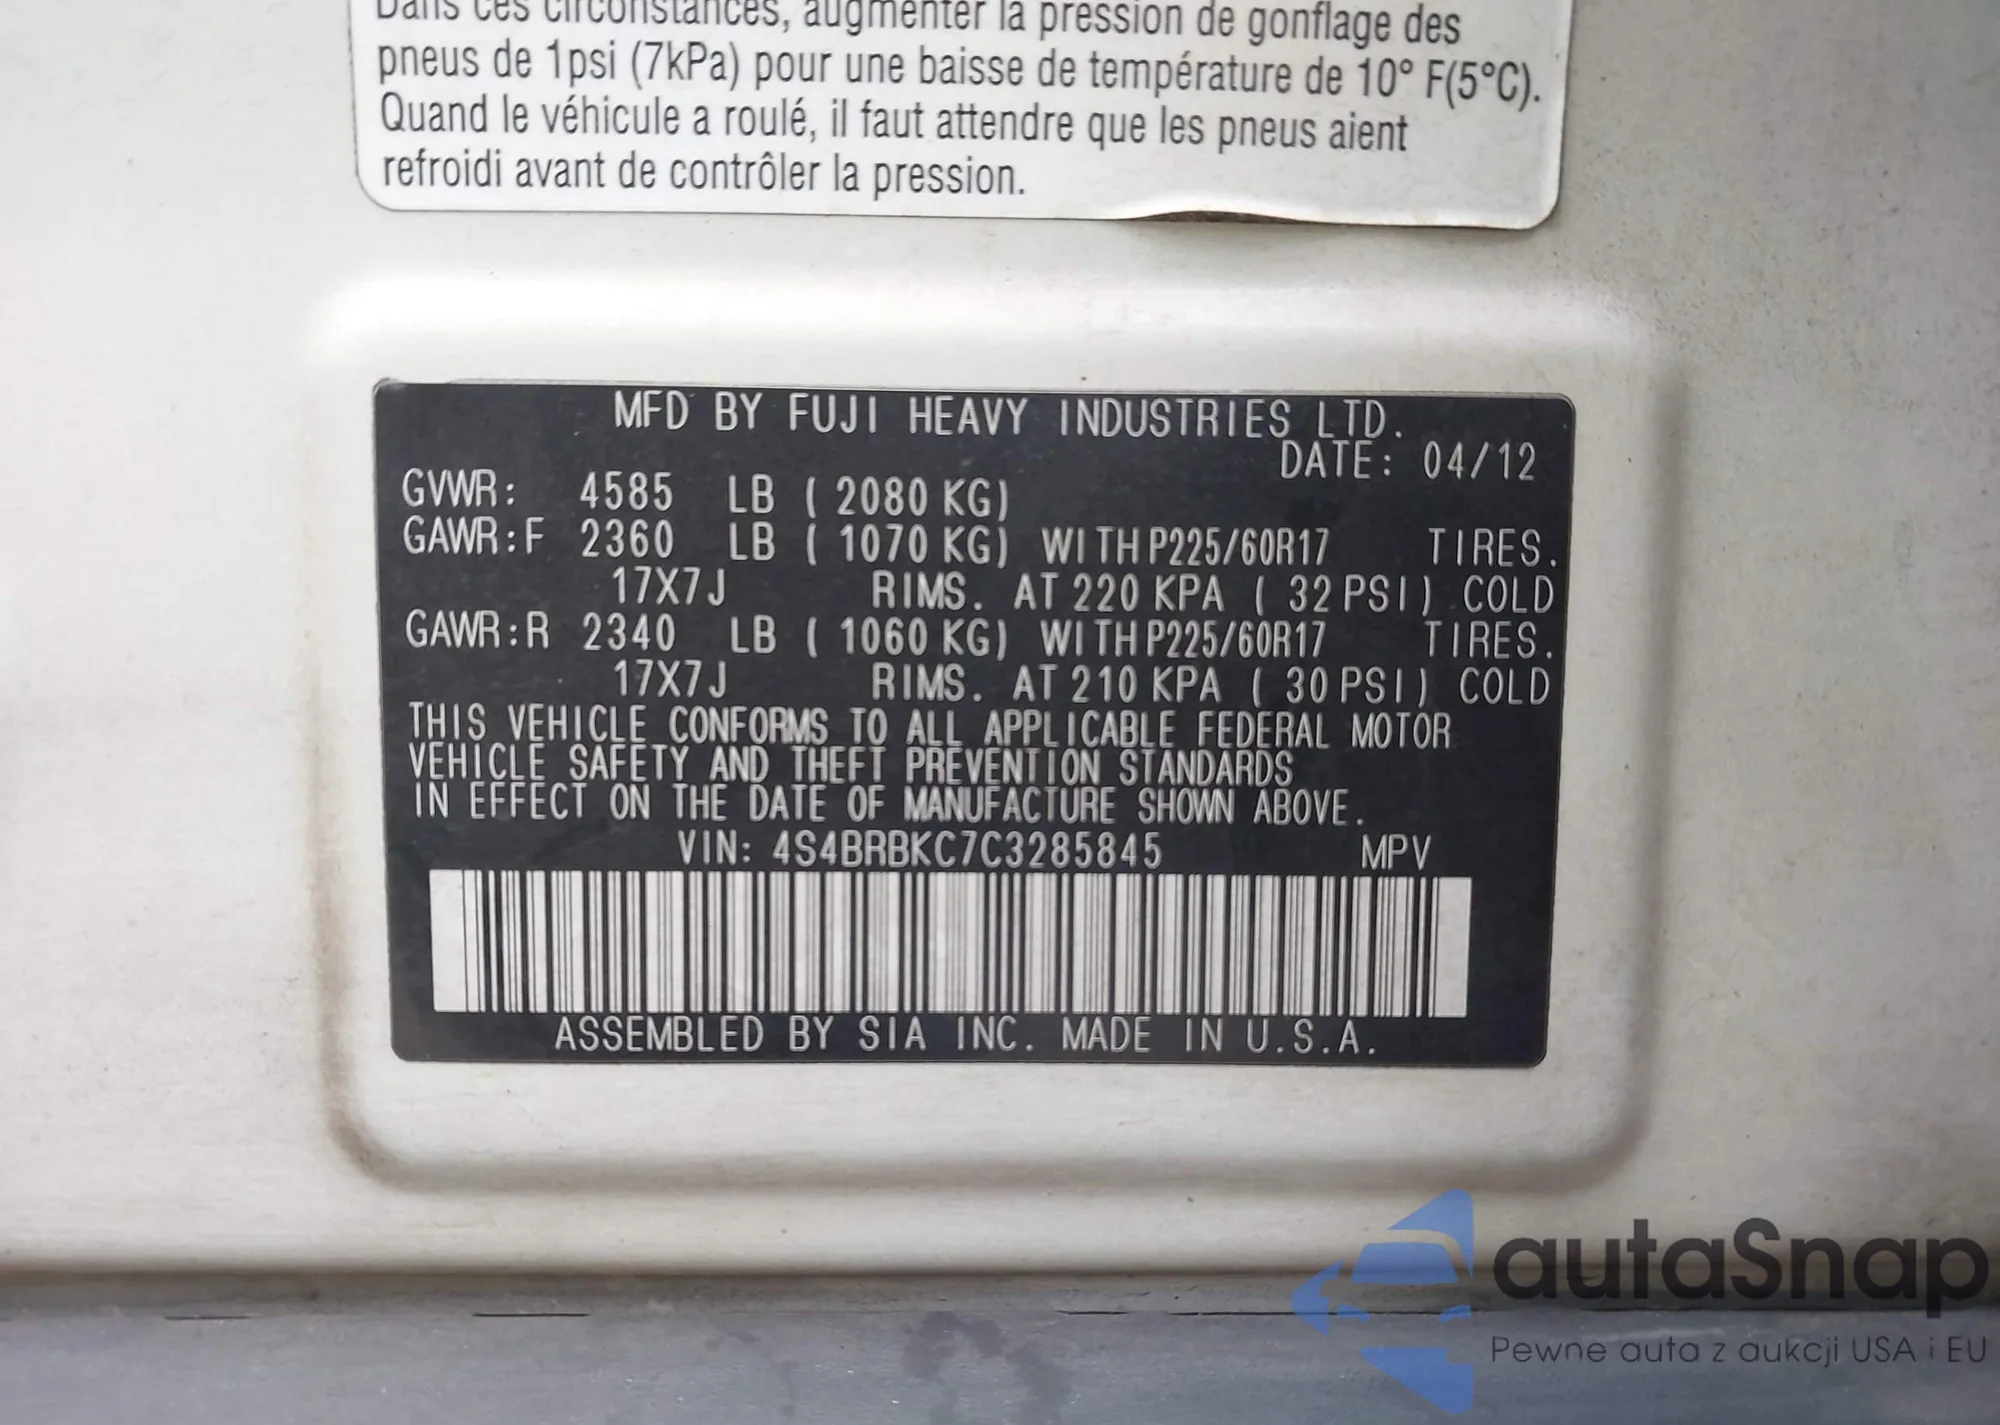 Dans ces circonstances, augmenter la pression de gonflage des
pneus de 1psi (7kPa) pour une baisse de température de 10° F(5°C).
Quand le véhicule a roulé, il faut attendre que les pneus aient
refroidi avant de contrôler la pression.
MFD BY FUJI HEAVY INDUSTRIES LTD.
DATE: 04/12
GVWR: 4585 LB ( 2080 KG)
GAWR:F 2360 LB ( 1070 KG) WITH P225/60R17 TIRES.
17X7J RIMS. AT 220 KPA ( 32 PSI) COLD
GAWR:R 2340 LB ( 1060 KG) WITH P225/60R17 TIRES.
17X7J RIMS. AT 210 KPA ( 30 PSI) COLD
THIS VEHICLE CONFORMS TO ALL APPLICABLE FEDERAL MOTOR
VEHICLE SAFETY AND THEFT PREVENTION STANDARDS
IN EFFECT ON THE DATE OF MANUFACTURE SHOWN ABOVE.
VIN: 4S4BRBKC7C3285845 MPV
ASSEMBLED BY SIA INC. MADE IN U.S.A.
autaSnap
Pewne auta z aukcji USA i EU